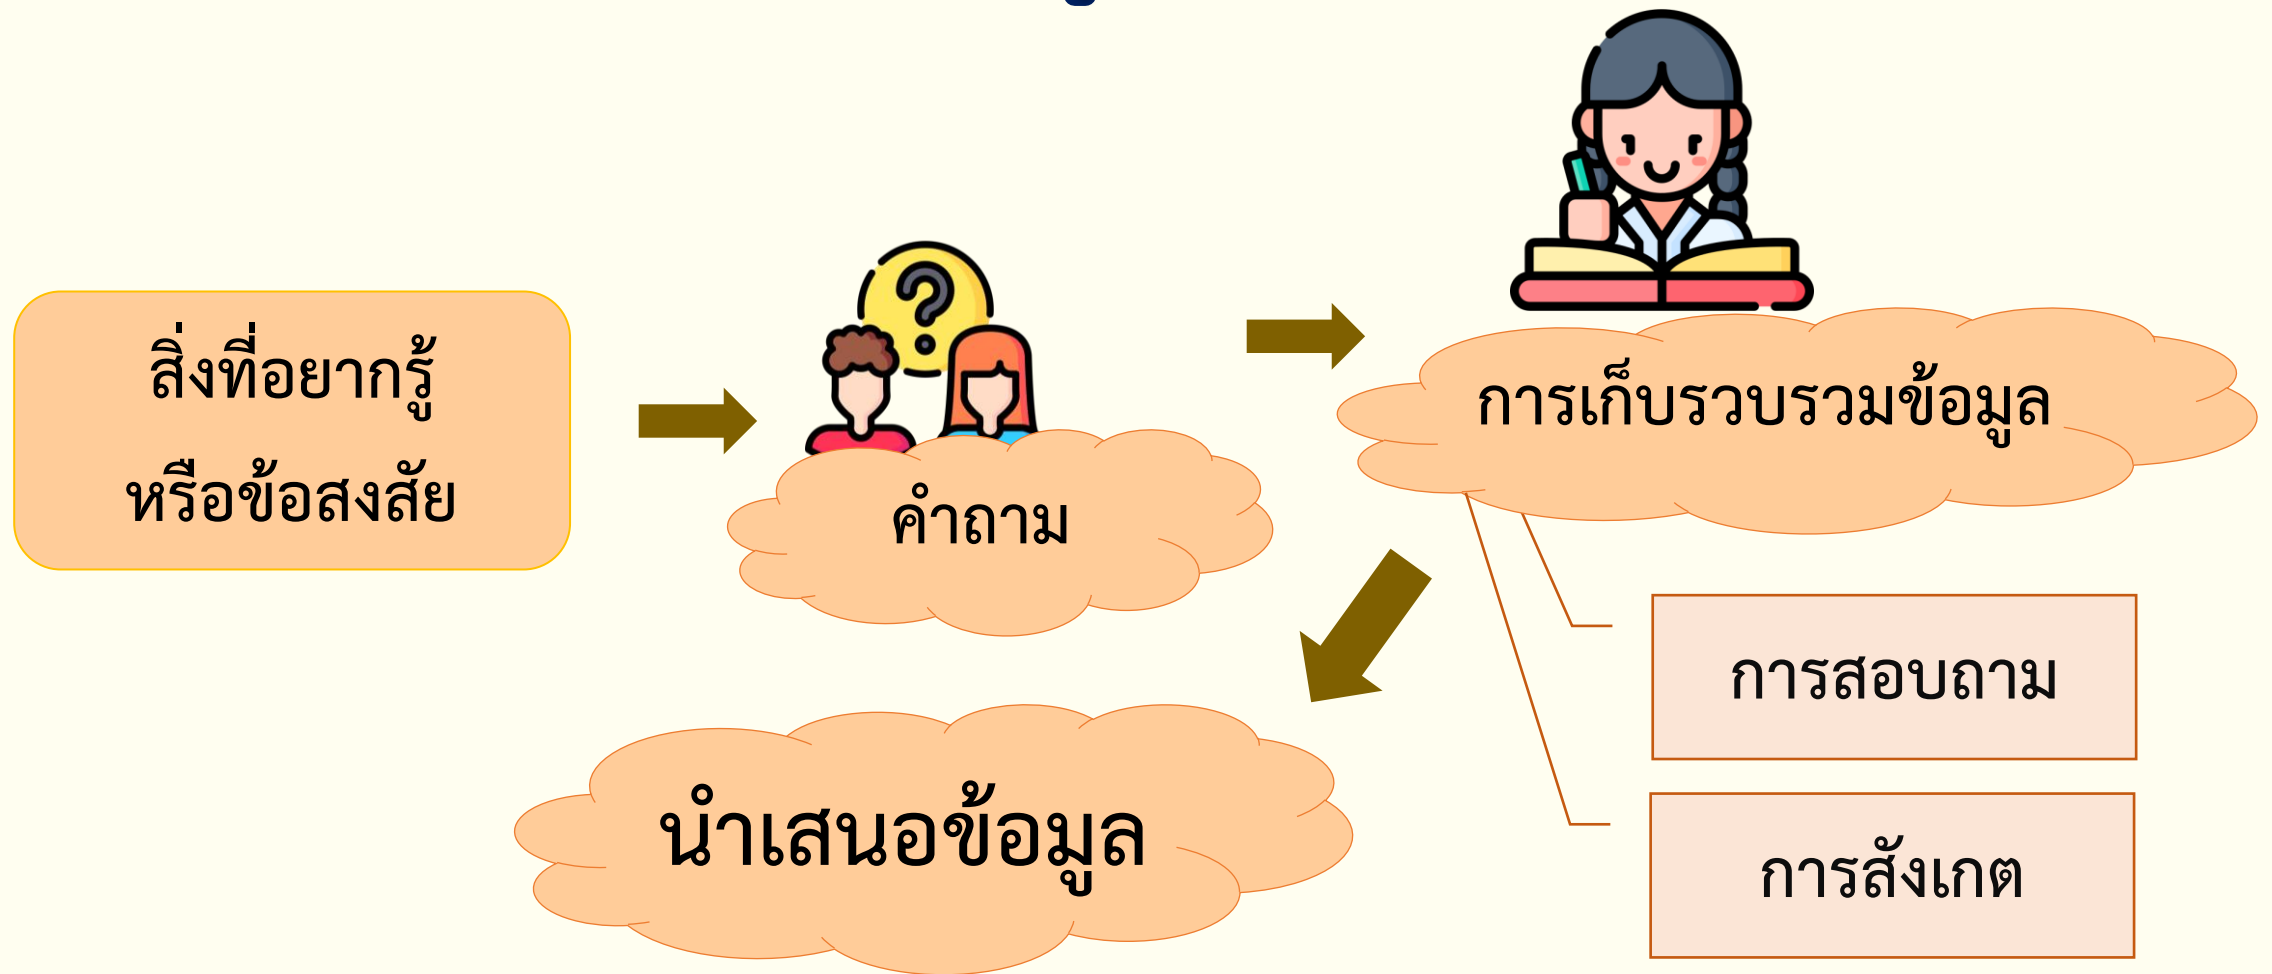 สิ่งที่อยากรู้
หรือข้อสงสัย
คำถาม
การเก็บรวบรวมข้อมูล
การสอบถาม
การสังเกต
นำเสนอข้อมูล